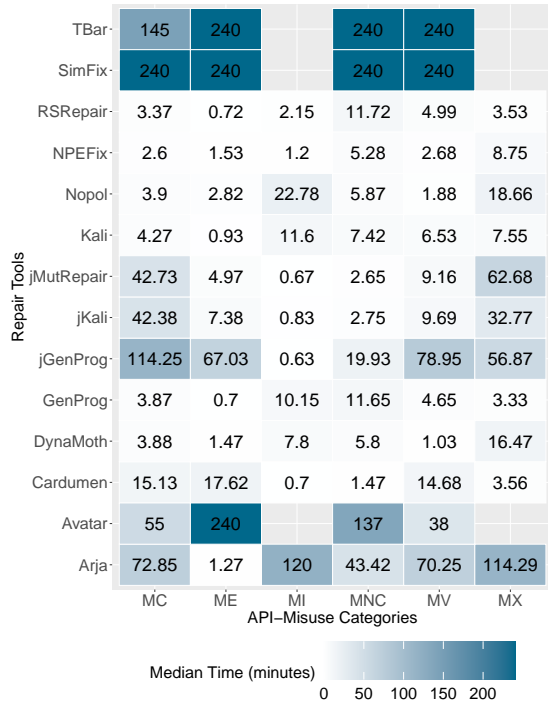 TBar 145 240 240 240
SimFix 240 240 240 240
RSRepair 3.37 0.72 2.15 11.72 4.99 3.53
NPEFix 2.6 1.53 1.2 5.28 2.68 8.75
Nopol 3.9 2.82 22.78 5.87 1.88 18.66
Kali 4.27 0.93 11.6 7.42 6.53 7.55
jMutRepair 42.73 4.97 0.67 2.65 9.16 62.68
jKali 42.38 7.38 0.83 2.75 9.69 32.77
jGenProg 114.25 67.03 0.63 19.93 78.95 56.87
GenProg 3.87 0.7 10.15 11.65 4.65 3.33
DynaMoth 3.88 1.47 7.8 5.8 1.03 16.47
Cardumen 15.13 17.62 0.7 1.47 14.68 3.56
Avatar 55 240 137 38
Arja 72.85 1.27 120 43.42 70.25 114.29
MC ME MI MNC MV MX
API−Misuse Categories
Repair Tools
Median Time (minutes)
0 50 100 150 200